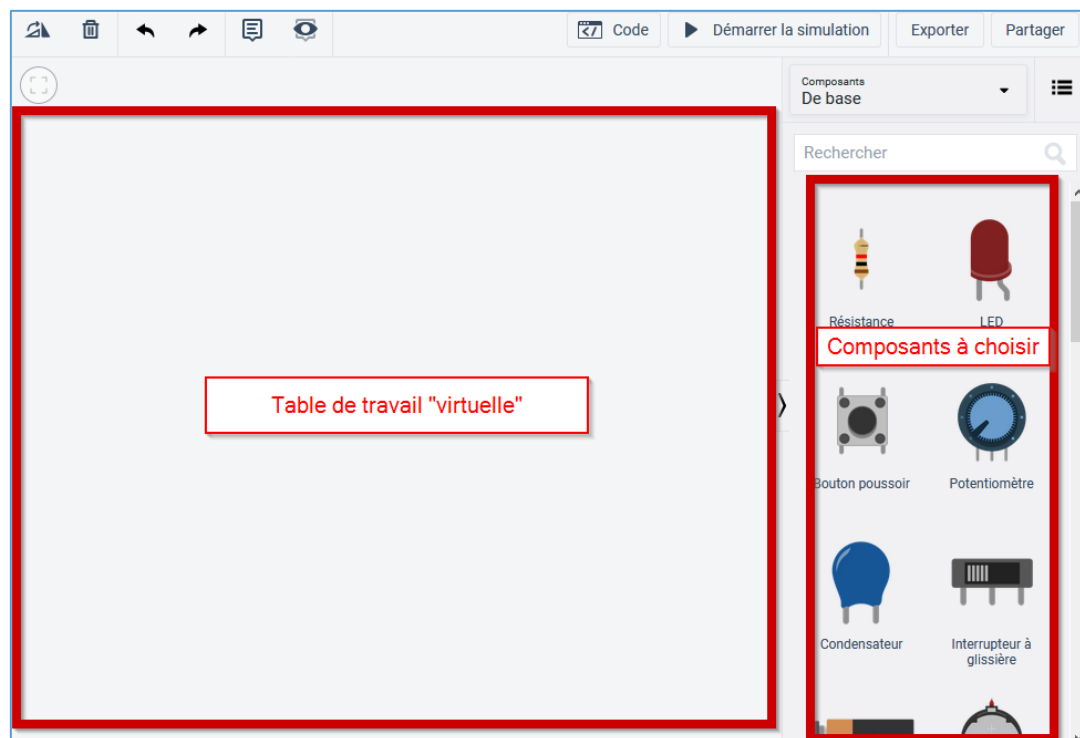 Code
Démarrer la simulation
Exporter
Partager
Composants
De base
Rechercher
Résistance
LED
Composants à choisir
Table de travail "virtuelle"
Bouton poussoir
Potentiomètre
Condensateur
Interrupteur à
glissière